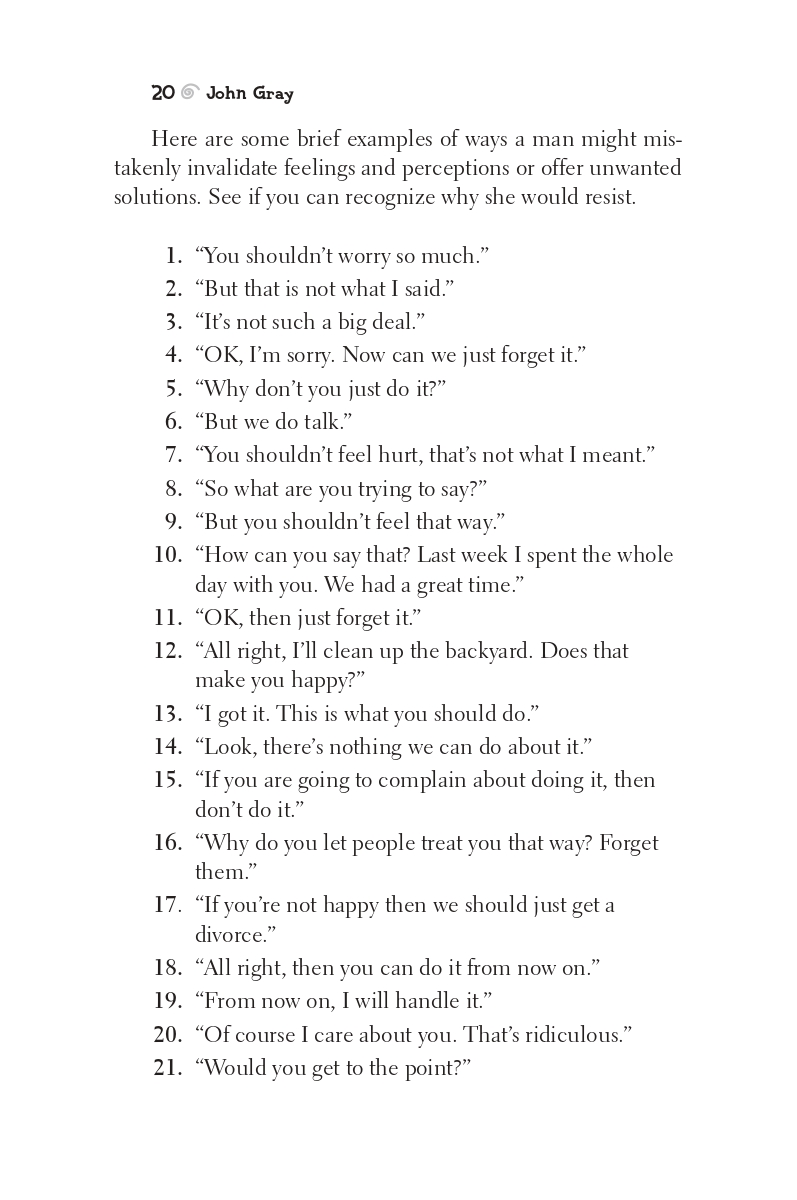 20 John Gray
Here are some brief examples of ways a man might mis-
takenly invalidate feelings and perceptions or offer unwanted
solutions. See if you can recognize why she would resist.
1. “You shouldn’t worry so much.”
2. “But that is not what I said.”
3. “It’s not such a big deal.”
4. “OK, I’m sorry. Now can we just forget it.”
5. “Why don’t you just do it?”
6. “But we do talk.”
7. “You shouldn’t feel hurt, that’s not what I meant.”
8. “So what are you trying to say?”
9. “But you shouldn’t feel that way.”
10. “How can you say that? Last week I spent the whole
day with you. We had a great time.”
11. “OK, then just forget it.”
12. “All right, I’ll clean up the backyard. Does that
make you happy?”
13. “I got it. This is what you should do.”
14. “Look, there’s nothing we can do about it.”
15. “If you are going to complain about doing it, then
don’t do it.”
16. “Why do you let people treat you that way? Forget
them.”
17. “If you’re not happy then we should just get a
divorce.”
18. “All right, then you can do it from now on.”
19. “From now on, I will handle it.”
20. “Of course I care about you. That’s ridiculous.”
21. “Would you get to the point?”